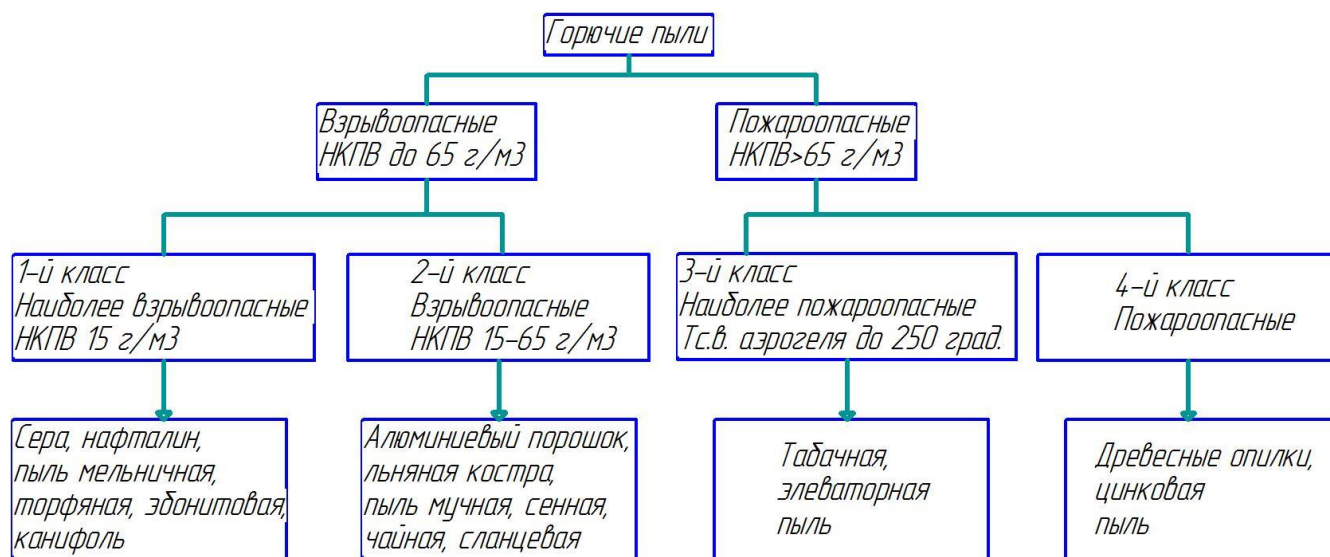 Горючие пыли
Взрывоопасные
НКПВ до 65 г/м3
Пожароопасные
НКПВ>65 г/м3
1-й класс
Наиболее взрывоопасные
НКПВ 15 г/м3
2-й класс
Взрывоопасные
НКПВ 15-65 г/м3
3-й класс
Наиболее пожароопасные
Тс.в. аэрогеля до 250 град.
4-й класс
Пожароопасные
Сера, нафталин,
пыль мельничная,
торфяная, эбонитовая,
канифоль
Алюминиевый порошок,
льняная костра,
пыль мучная, сенная,
чайная, сланцевая
Табачная,
элеваторная
пыль
Древесные опилки,
цинковая
пыль